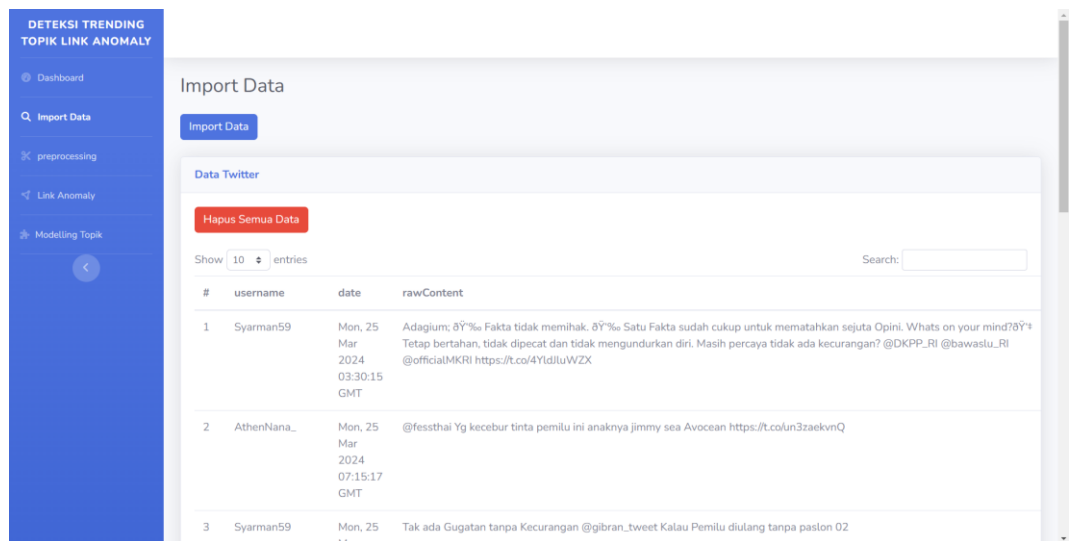 DETEKSI TRENDING
TOPIK LINK ANOMALY
Dashboard
Import Data
preprocessing
Link Anomaly
Modelling Topik
Import Data
Import Data
Data Twitter
Hapus Semua Data
Show 10 entries
Search:
# username date rawContent
1 Syarman59 Mon, 25 Adagium; ðŸ'‰ Fakta tidak memihak. ðŸ'‰ Satu Fakta sudah cukup untuk mematahkan sejuta Opini. Whats on your mind?ðŸ'‡
Mar Tetap bertahan, tidak dipecat dan tidak mengundurkan diri. Masih percaya tidak ada kecurangan? @DKPP_RI @bawaslu_RI
2024 @officialMKRI https://t.co/4YldJluWZX
03:30:15
GMT
2 AthenNana_ Mon, 25 @fessthai Yg kecebur tinta pemilu ini anaknya jimmy sea Avocean https://t.co/un3zaekvnQ
Mar
2024
07:15:17
GMT
3 Syarman59 Mon, 25 Tak ada Gugatan tanpa Kecurangan @gibran_tweet Kalau Pemilu diulang tanpa paslon 02